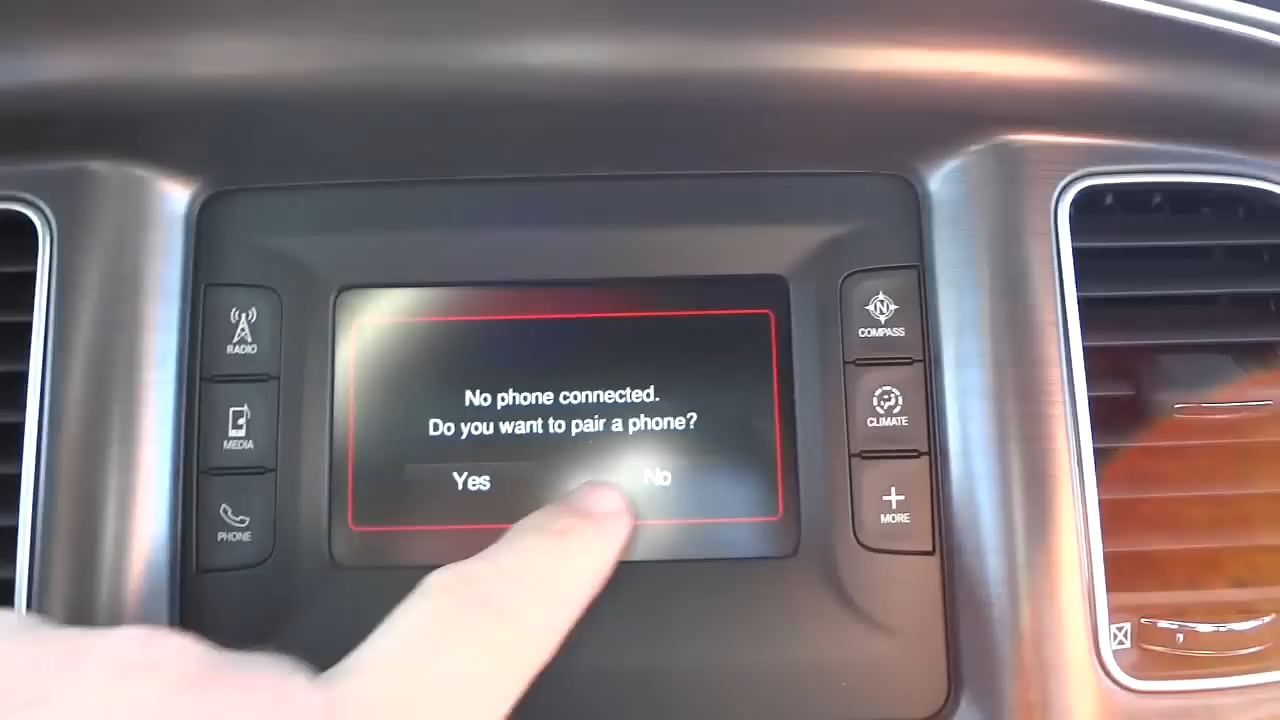 RADIO
MEDIA
PHONE
No phone connected.
Do you want to pair a phone?
Yes
No
N
COMPASS
CLIMATE
MORE